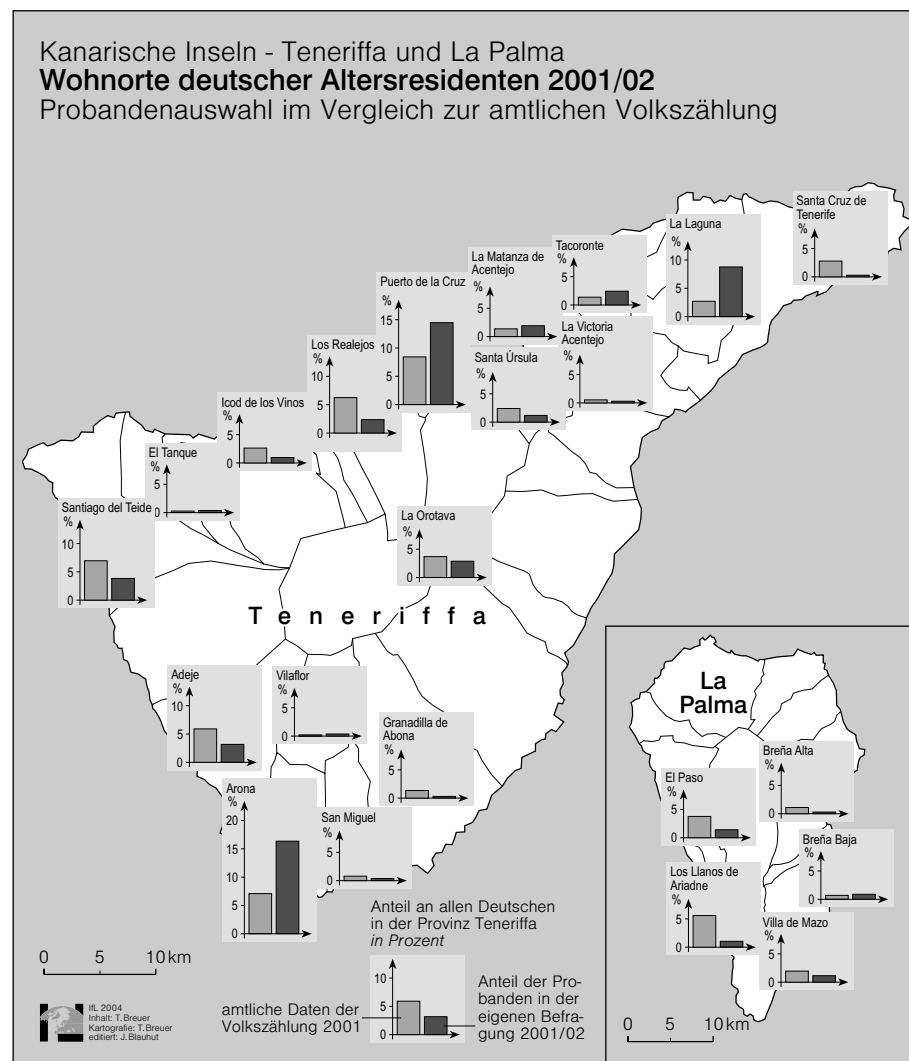 Kanarische Inseln - Teneriffa und La Palma
Wohnorte deutscher Altersresidenten 2001/02
Probandenauswahl im Vergleich zur amtlichen Volkszählung
Santa Cruz de
Tenerife
%
5
0
La Laguna
%
10
5
0
Tacoronte
%
5
0
La Matanza de
Acentejo
%
5
0
Puerto de la Cruz
%
15
10
5
0
La Victoria
Acentejo
%
5
0
Santa Úrsula
%
5
0
Los Realejos
%
10
5
0
Icod de los Vinos
%
5
0
El Tanque
%
5
0
Santiago del Teide
%
10
5
0
La Orotava
%
5
0
Teneriffa
Adeje
%
10
5
0
Vilaflor
%
5
0
Granadilla de
Abona
%
5
0
Arona
%
20
15
10
5
0
San Miguel
%
5
0
La
Palma
Breña Alta
%
5
0
El Paso
%
5
0
Breña Baja
%
5
0
Los Llanos de
Ariadne
%
5
0
Villa de Mazo
%
5
0
Anteil an allen Deutschen
in der Provinz Teneriffa
in Prozent
10
5
0
amtliche Daten der
Volkszählung 2001
Anteil der Pro-
banden in der
eigenen Befra-
gung 2001/02
0 5 10 km
0 5 10 km
IfL 2004
Inhalt: T. Breuer
Kartografie: T. Breuer
editiert: J. Blauhut